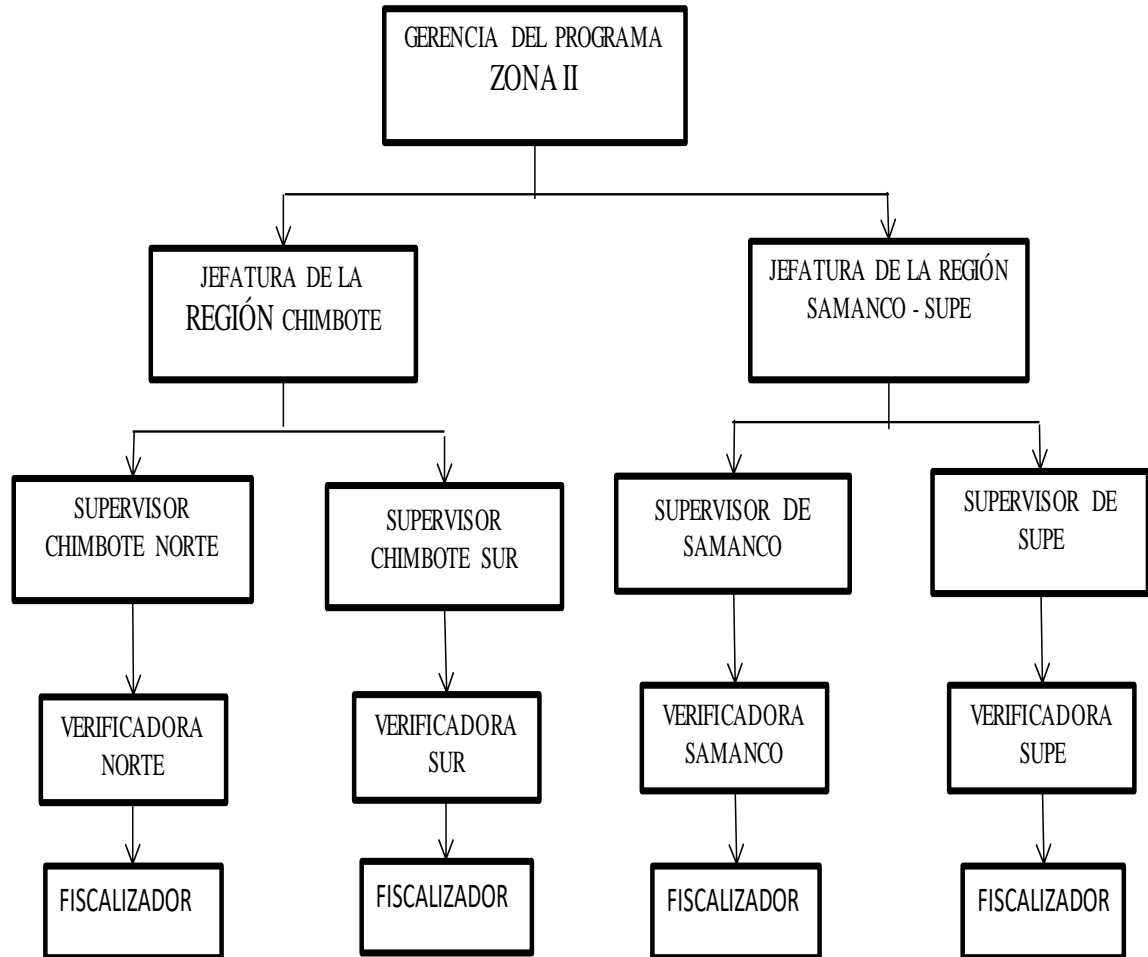 GERENCIA DEL PROGRAMA
ZONA II
JEFATURA DE LA
REGIÓN CHIMBOTE
JEFATURA DE LA REGIÓN
SAMANCO - SUPE
SUPERVISOR
CHIMBOTE NORTE
SUPERVISOR
CHIMBOTE SUR
SUPERVISOR DE
SAMANCO
SUPERVISOR DE
SUPE
VERIFICADORA
NORTE
VERIFICADORA
SUR
VERIFICADORA
SAMANCO
VERIFICADORA
SUPE
FISCALIZADOR
FISCALIZADOR
FISCALIZADOR
FISCALIZADOR